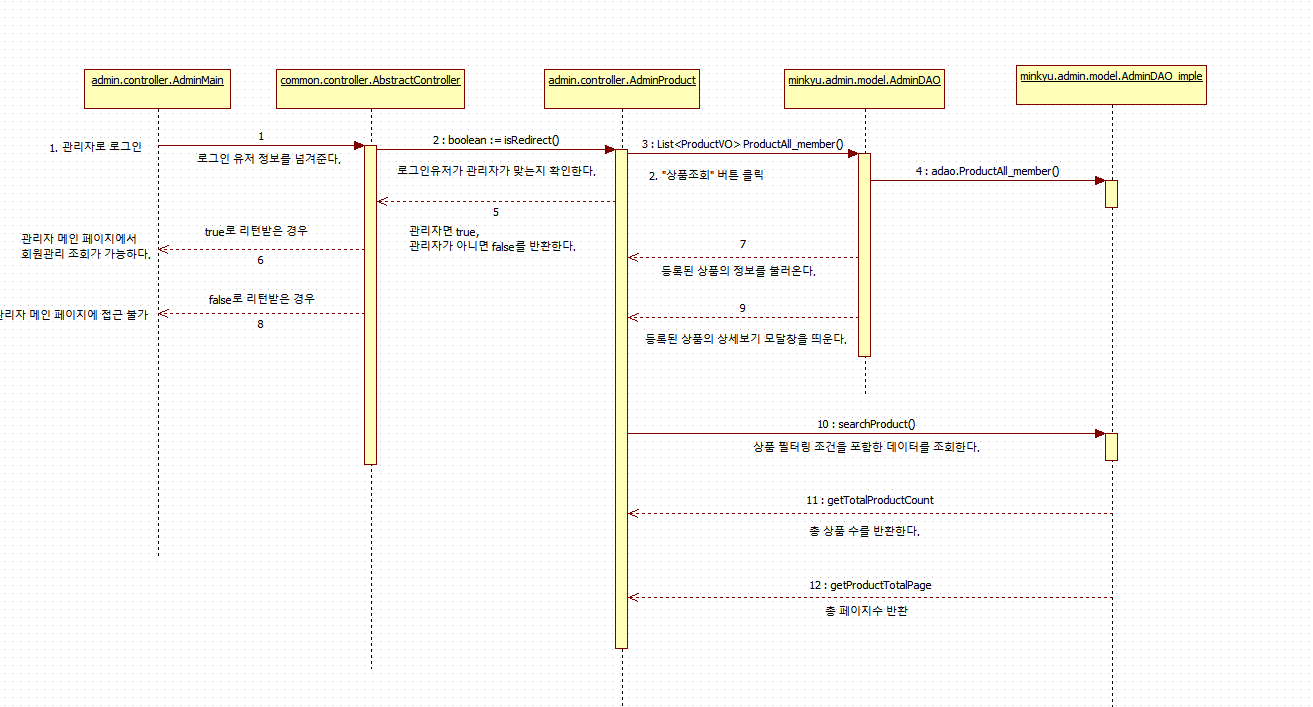 admin.controller.AdminMain
common.controller.AbstractController
admin.controller.AdminProduct
minkyu.admin.model.AdminDAO
minkyu.admin.model.AdminDAO_imple
1. 관리자로 로그인
1
로그인 유저 정보를 넘겨준다.
2 : boolean := isRedirect()
로그인유저가 관리자가 맞는지 확인한다.
3 : List<ProductVO> ProductAll_member()
2. "상품조회" 버튼 클릭
4 : adao.ProductAll_member()
5
관리자면 true,
관리자가 아니면 false를 반환한다.
true로 리턴받은 경우
6
관리자 메인 페이지에서
회원관리 조회가 가능하다.
7
등록된 상품의 정보를 불러온다.
false로 리턴받은 경우
8
관리자 메인 페이지에 접근 불가
9
등록된 상품의 상세보기 모달창을 띄운다.
10 : searchProduct()
상품 필터링 조건을 포함한 데이터를 조회한다.
11 : getTotalProductCount
총 상품 수를 반환한다.
12 : getProductTotalPage
총 페이지수 반환